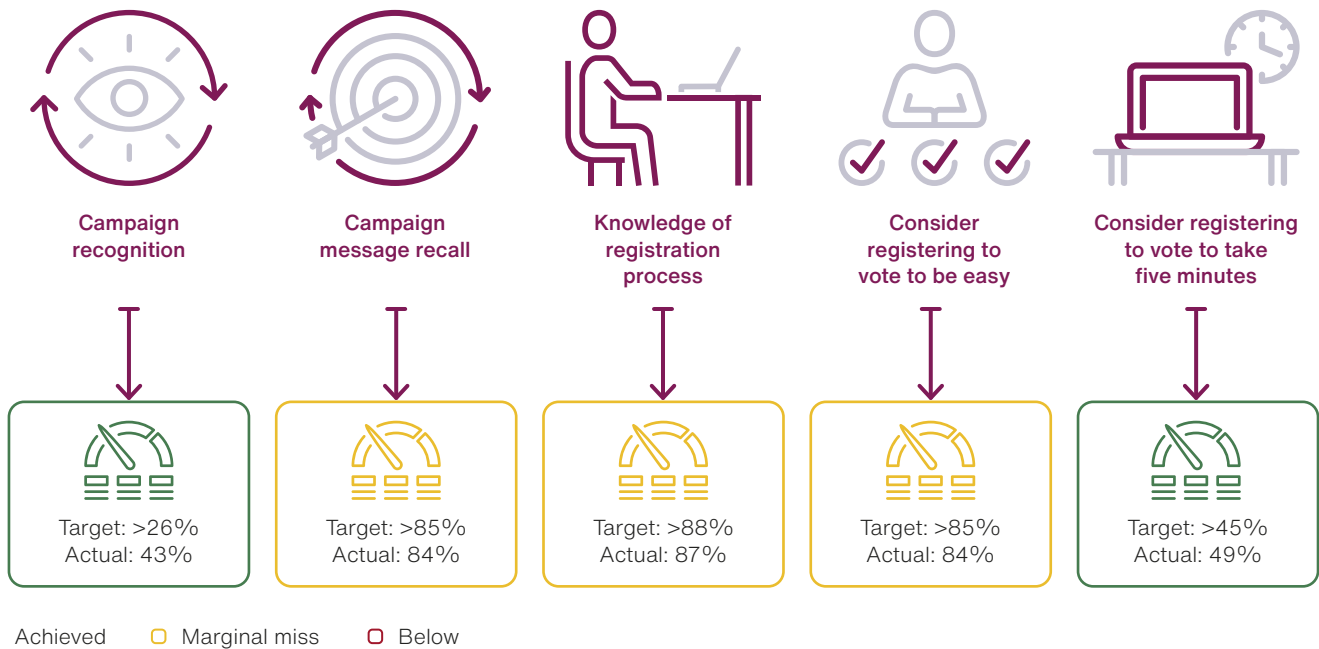 Campaign
recognition
Campaign
message recall
Knowledge of
registration
process
Consider
registering to
vote to be easy
Consider registering
to vote to take
five minutes
Target: >26%
Actual: 43%
Target: >85%
Actual: 84%
Target: >88%
Actual: 87%
Target: >85%
Actual: 84%
Target: >45%
Actual: 49%
Achieved Marginal miss Below